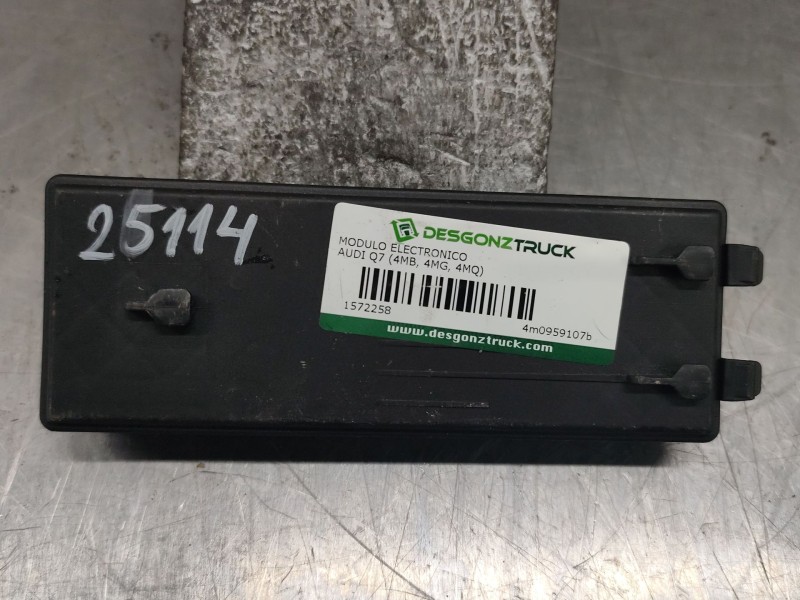 25114
DESGONZTRUCK
MODULO ELECTRONICO
AUDI Q7 (4MB, 4MG, 4MQ)
1572258
4m0959107b
www.desgonztruck.com